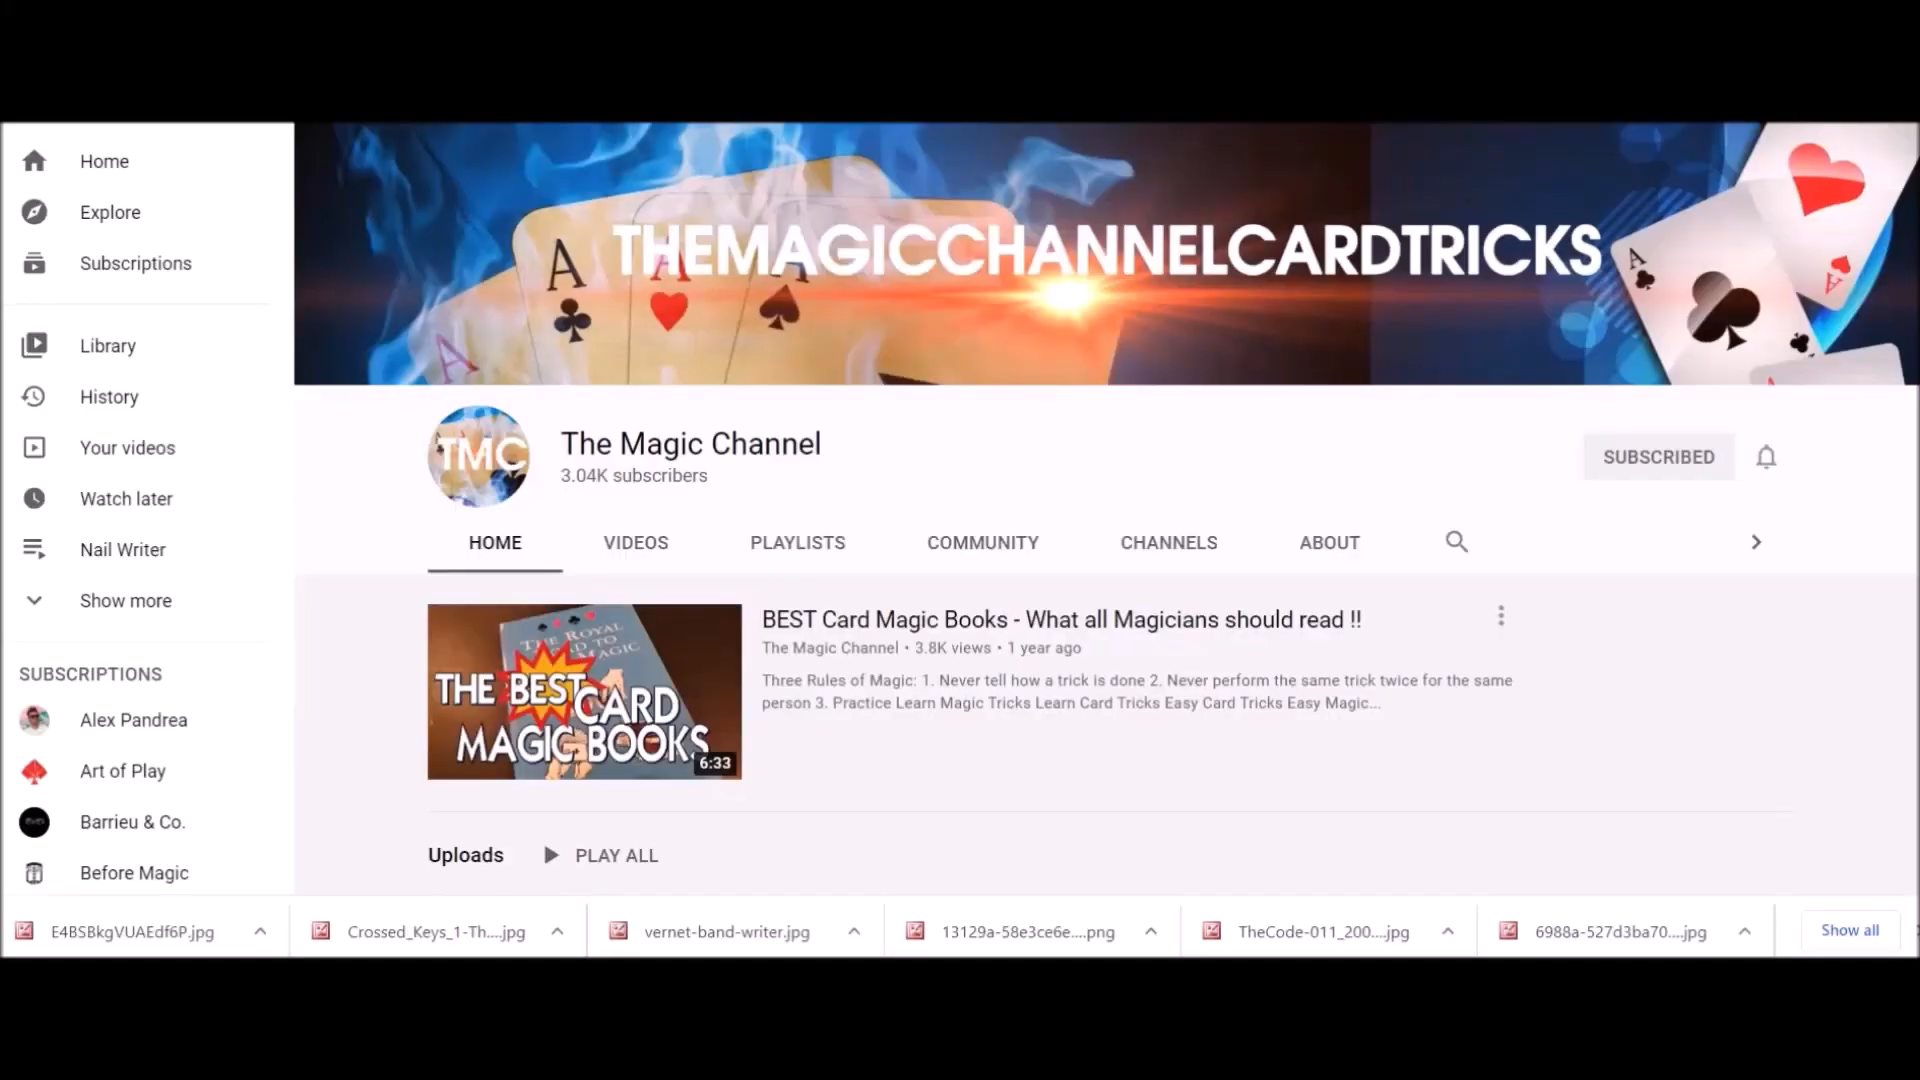 Home
Explore
Subscriptions
Library
History
Your videos
Watch later
Nail Writer
Show more
SUBSCRIPTIONS
Alex Pandrea
Art of Play
Barrieu & Co.
Before Magic
A A A
A
THEMAGICCHANNELCARDTRICKS
A
A
TMC
The Magic Channel
3.04K subscribers
SUBSCRIBED
HOME VIDEOS PLAYLISTS COMMUNITY CHANNELS ABOUT
THE ROYAL
ROAD TO
MAGIC
THE BEST
CARD
MAGIC BOOKS
6:33
BEST Card Magic Books - What all Magicians should read !!
The Magic Channel • 3.8K views • 1 year ago
Three Rules of Magic: 1. Never tell how a trick is done 2. Never perform the same trick twice for the same
person 3. Practice Learn Magic Tricks Learn Card Tricks Easy Card Tricks Easy Magic...
Uploads PLAY ALL
E4BSBkgVUAEdf6P.jpg Crossed_Keys_1-Th....jpg vernet-band-writer.jpg 13129a-58e3ce6e....png TheCode-011_200....jpg 6988a-527d3ba70....jpg Show all